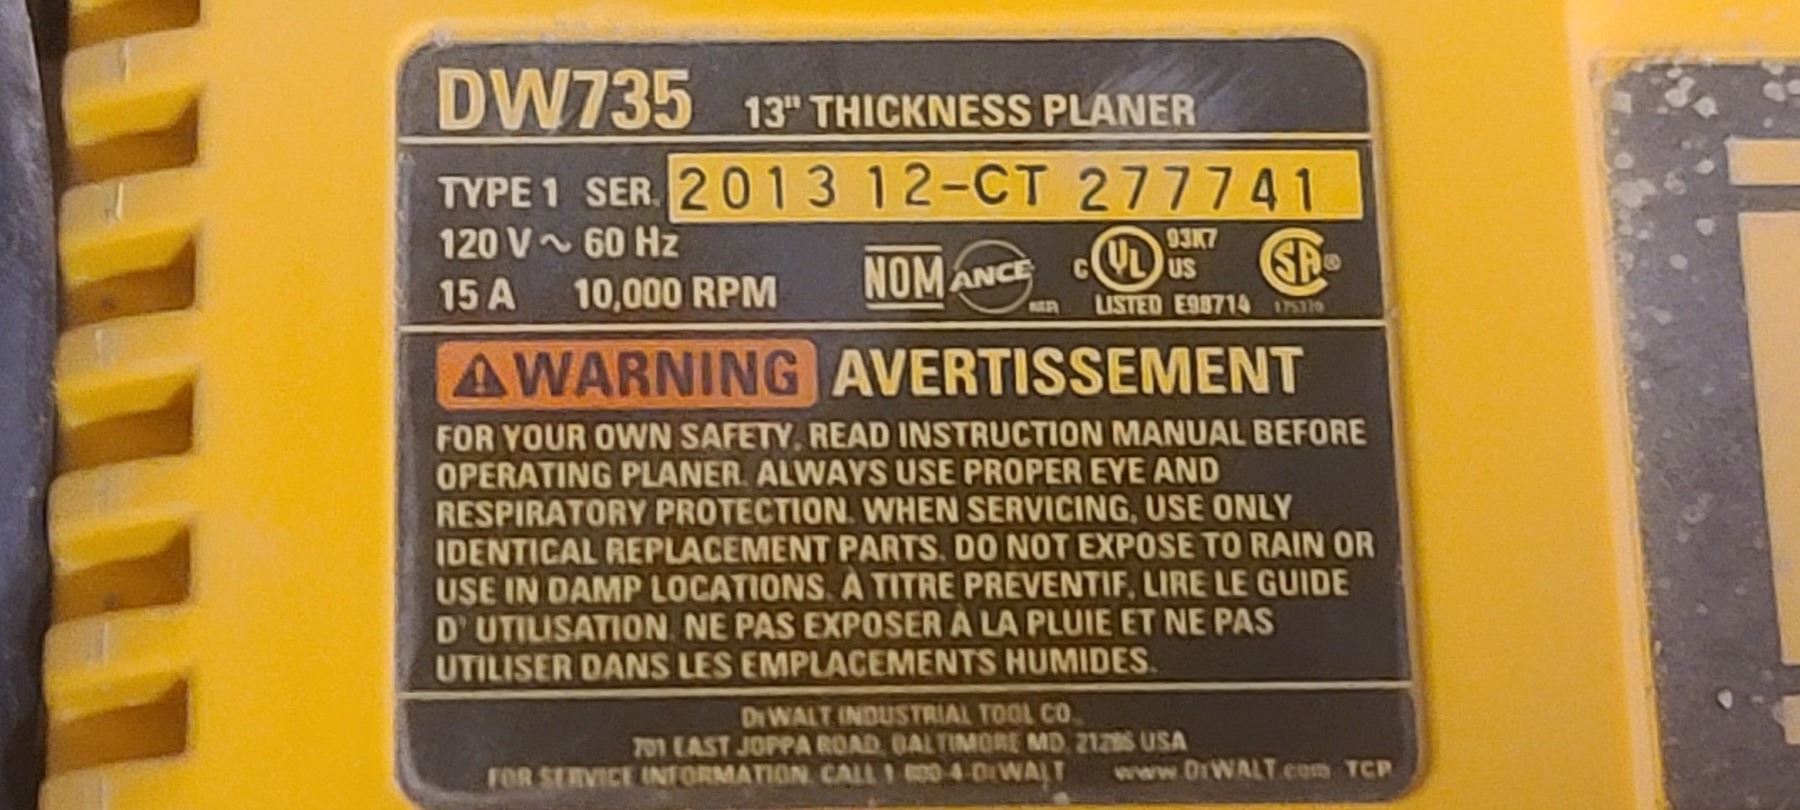 DW735 13" THICKNESS PLANER
TYPE 1 SER. 2013 12-CT 277741
120 V ~ 60 Hz
15 A 10,000 RPM
NOM ANCE
C UL US 93K7
LISTED E98714
SA®
⚠WARNING AVERTISSEMENT
FOR YOUR OWN SAFETY, READ INSTRUCTION MANUAL BEFORE
OPERATING PLANER. ALWAYS USE PROPER EYE AND
RESPIRATORY PROTECTION. WHEN SERVICING, USE ONLY
IDENTICAL REPLACEMENT PARTS. DO NOT EXPOSE TO RAIN OR
USE IN DAMP LOCATIONS. À TITRE PREVENTIF, LIRE LE GUIDE
D' UTILISATION. NE PAS EXPOSER À LA PLUIE ET NE PAS
UTILISER DANS LES EMPLACEMENTS HUMIDES.
DEWALT INDUSTRIAL TOOL CO.,
701 EAST JOPPA ROAD, BALTIMORE MD. 21286 USA
FOR SERVICE INFORMATION, CALL 1-800-4-DEWALT www.DEWALT.com TCP